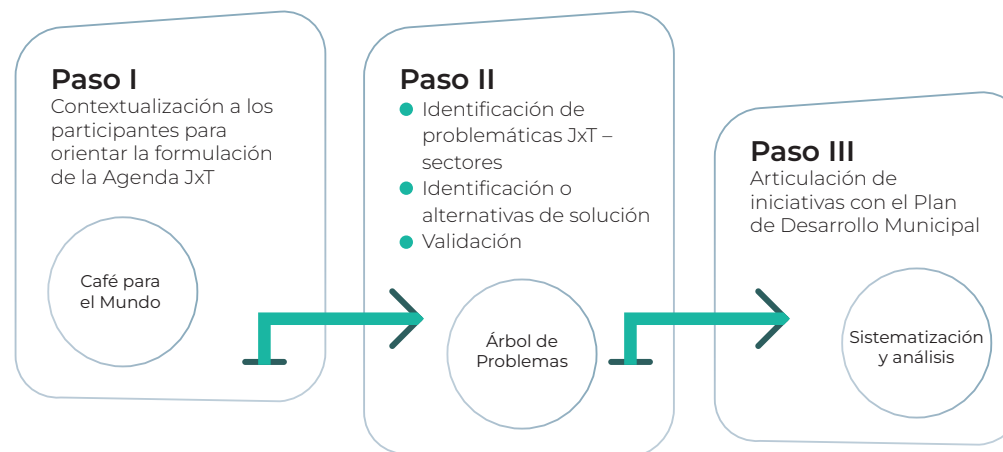 Paso I
Contextualización a los
participantes para
orientar la formulación
de la Agenda JxT
Café para
el Mundo
Paso II
Identificación de
problemáticas JxT –
sectores
Identificación o
alternativas de solución
Validación
Árbol de
Problemas
Paso III
Articulación de
iniciativas con el Plan
de Desarrollo Municipal
Sistematización
y análisis